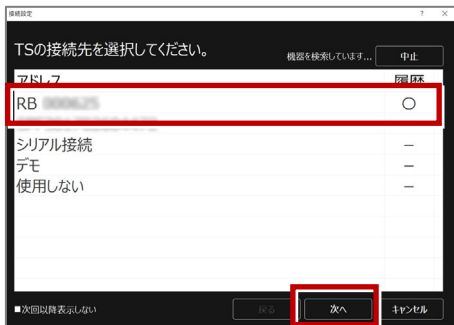 接続設定
? ×
TSの接続先を選択してください。
機器を検索しています... 中止
アドレス 履歴
RB ○
シリアル接続 －
デモ －
使用しない －
■次回以降表示しない 戻る 次へ キャンセル